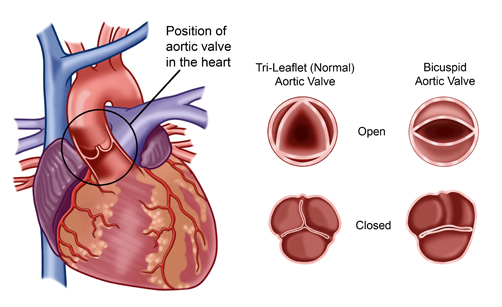 Position of
aortic valve
in the heart
Tri-Leaflet (Normal)
Aortic Valve
Bicuspid
Aortic Valve
Open
Closed